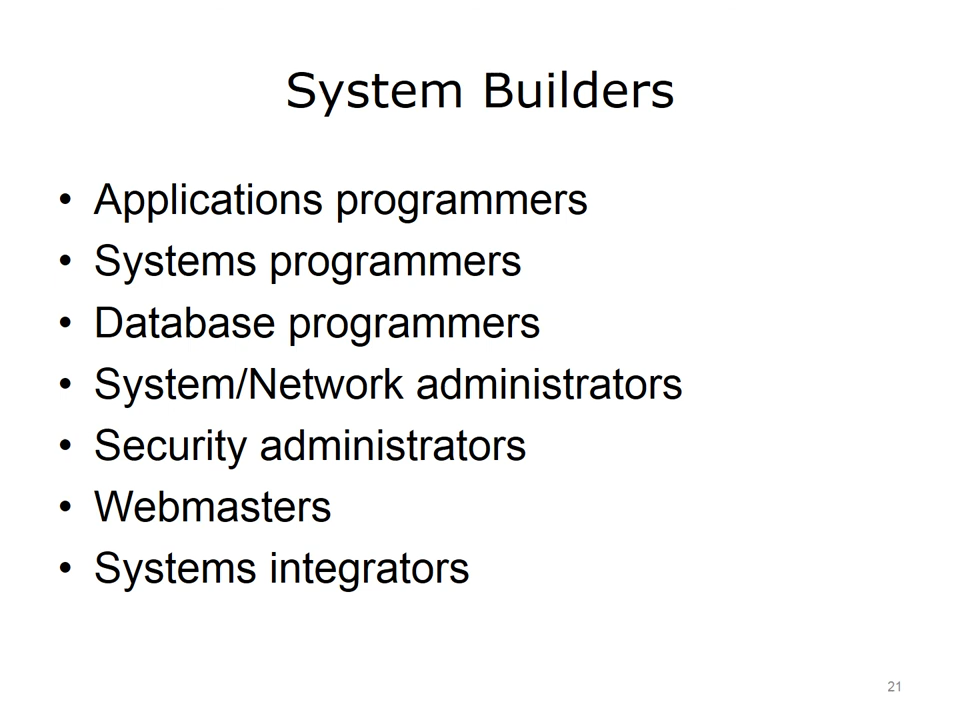 System Builders
• Applications programmers
• Systems programmers
• Database programmers
• System/Network administrators
• Security administrators
• Webmasters
• Systems integrators
21